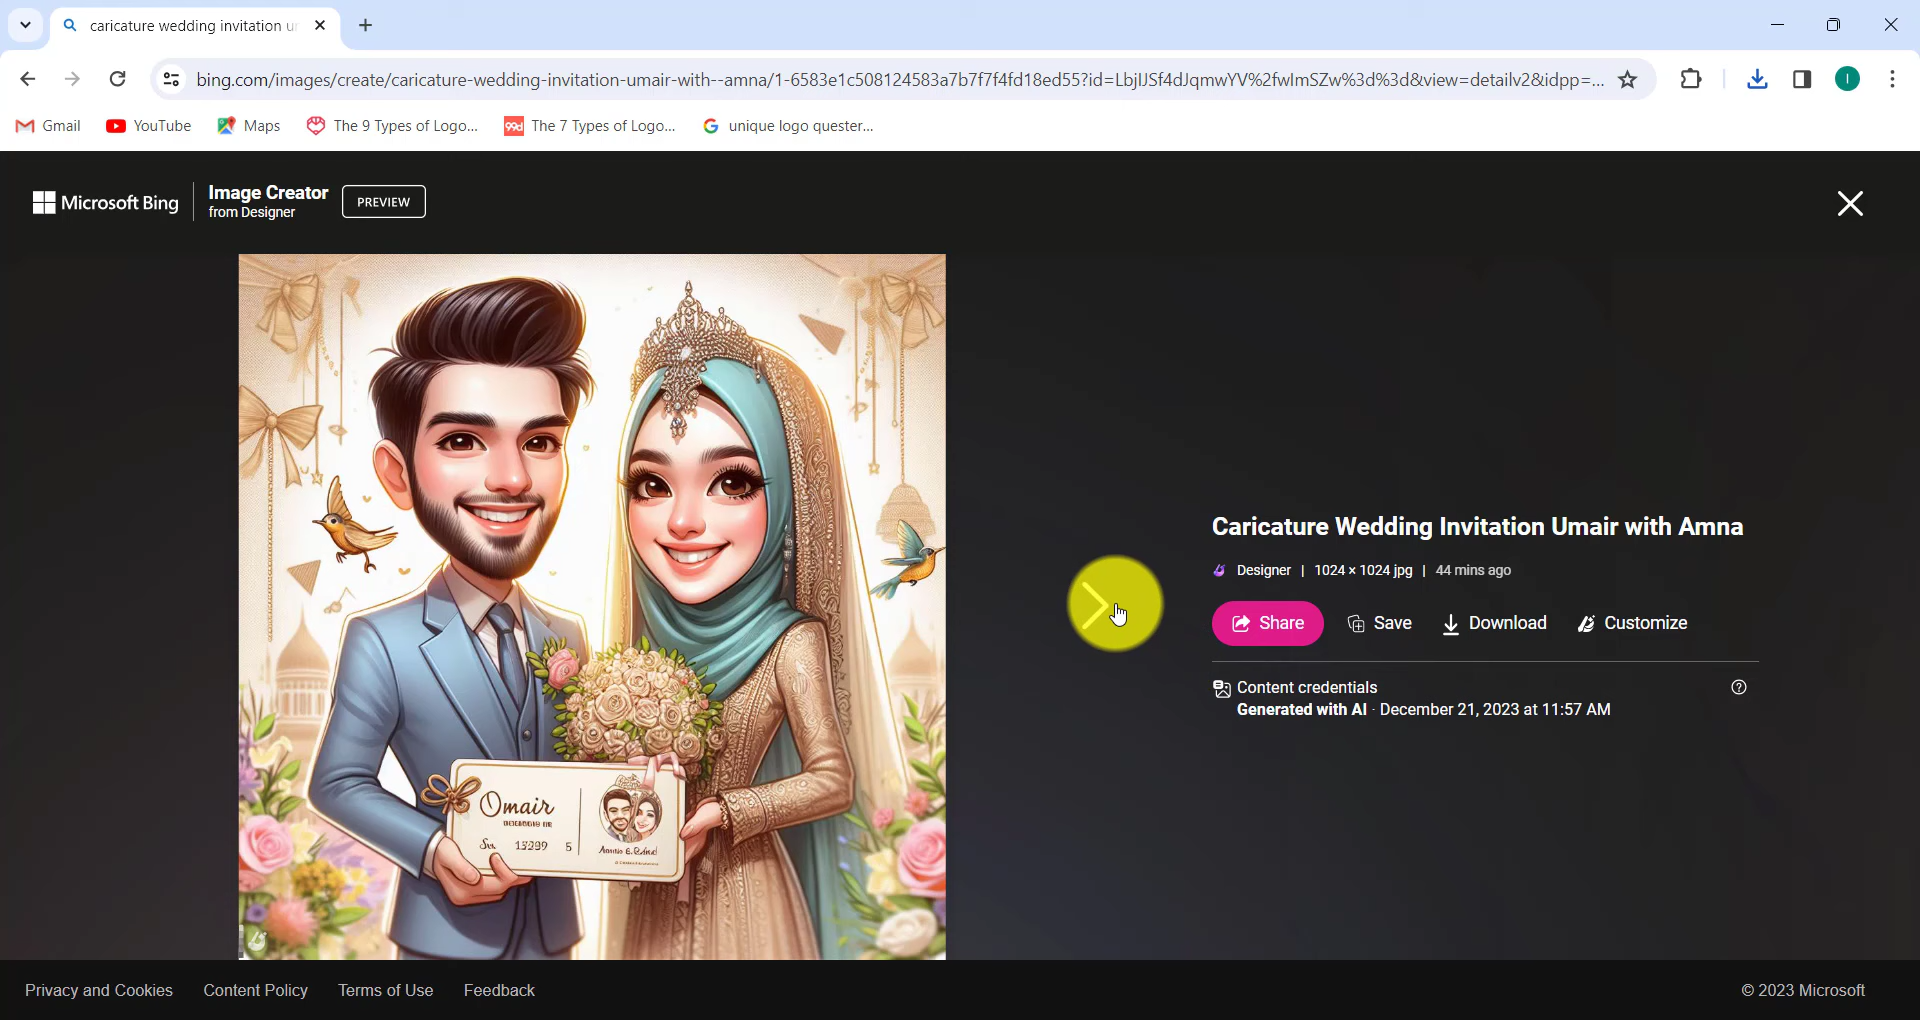 caricature wedding invitation u
bing.com/images/create/caricature-wedding-invitation-umair-with--amna/1-6583e1c508124583a7b7f7f4fd18ed55?id=LbjIJSf4dJqmwYV%2fwImSZw%3d%3d&view=detailv2&idpp=...
Gmail
YouTube
Maps
The 9 Types of Logo...
99d
The 7 Types of Logo...
unique logo quester...
Microsoft Bing
Image Creator
from Designer
PREVIEW
Caricature Wedding Invitation Umair with Amna
Designer | 1024 × 1024 jpg | 44 mins ago
Share
Save
Download
Customize
Content credentials
Generated with AI · December 21, 2023 at 11:57 AM
Omair
5
Privacy and Cookies
Content Policy
Terms of Use
Feedback
© 2023 Microsoft